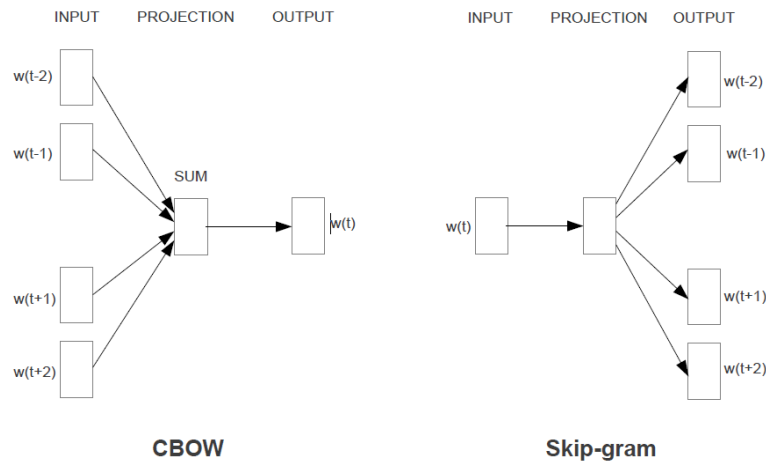 INPUT PROJECTION OUTPUT
w(t-2)
w(t-1)
SUM
w(t)
w(t+1)
w(t+2)
CBOW
INPUT PROJECTION OUTPUT
w(t-2)
w(t-1)
w(t)
w(t+1)
w(t+2)
Skip-gram